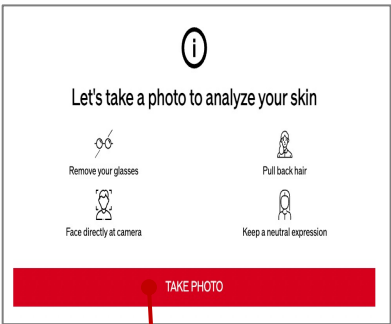 Let's take a photo to analyze your skin
Remove your glasses
Pull back hair
Face directly at camera
Keep a neutral expression
TAKE PHOTO